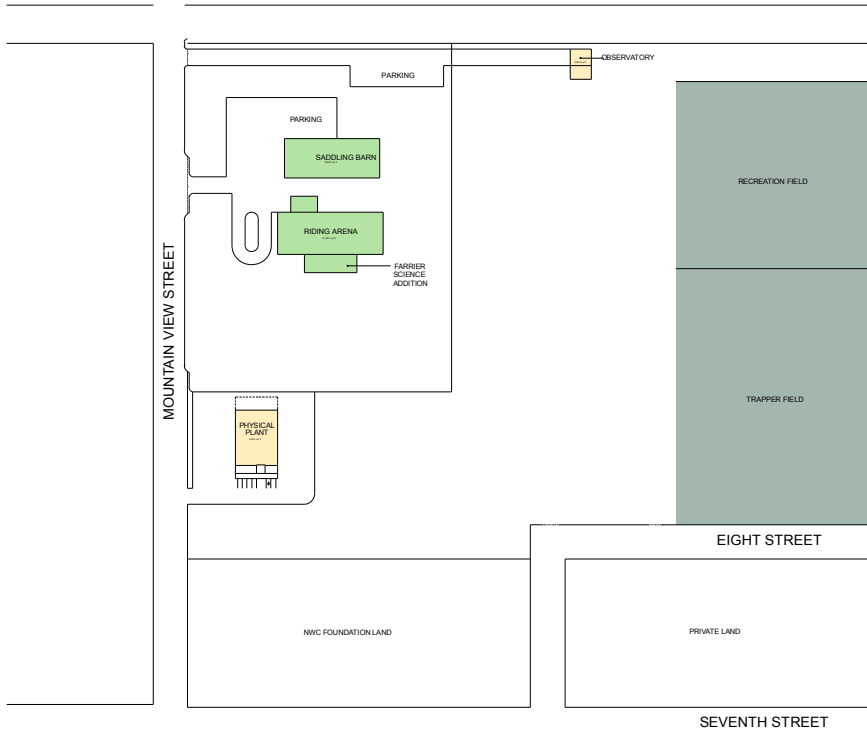 OBSERVATORY
PARKING
PARKING
SADDLING BARN
RECREATION FIELD
RIDING ARENA
FARRIER
SCIENCE
ADDITION
MOUNTAIN VIEW STREET
TRAPPER FIELD
PHYSICAL
PLANT
EIGHT STREET
NWC FOUNDATION LAND
PRIVATE LAND
SEVENTH STREET